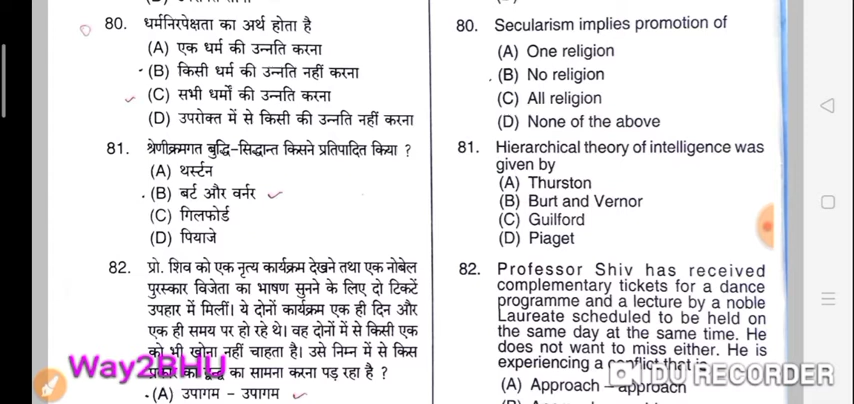 80. धर्मनिरपेक्षता का अर्थ होता है
(A) एक धर्म की उन्नति करना
(B) किसी धर्म की उन्नति नहीं करना
(C) सभी धर्मों की उन्नति करना
(D) उपरोक्त में से किसी की उन्नति नहीं करना
81. श्रेणीक्रमगत बुद्धि-सिद्धान्त किसने प्रतिपादित किया ?
(A) थर्स्टन
(B) बर्ट और वर्नर
(C) गिलफोर्ड
(D) पियाजे
82. प्रो. शिव को एक नृत्य कार्यक्रम देखने तथा एक नोबेल
पुरस्कार विजेता का भाषण सुनने के लिए दो टिकटें
उपहार में मिलीं। ये दोनों कार्यक्रम एक ही दिन और
एक ही समय पर हो रहे थे। वह दोनों में से किसी एक
को भी खोना नहीं चाहता है। उसे निम्न में से किस
प्रकार का द्वन्द्व का सामना करना पड़ रहा है ?
(A) उपागम – उपागम
80. Secularism implies promotion of
(A) One religion
(B) No religion
(C) All religion
(D) None of the above
81. Hierarchical theory of intelligence was
given by
(A) Thurston
(B) Burt and Vernor
(C) Guilford
(D) Piaget
82. Professor Shiv has received
complementary tickets for a dance
programme and a lecture by a noble
Laureate scheduled to be held on
the same day at the same time. He
does not want to miss either. He is
experiencing a conflict that is
(A) Approach – approach
Way2BHU
DU RECORDER